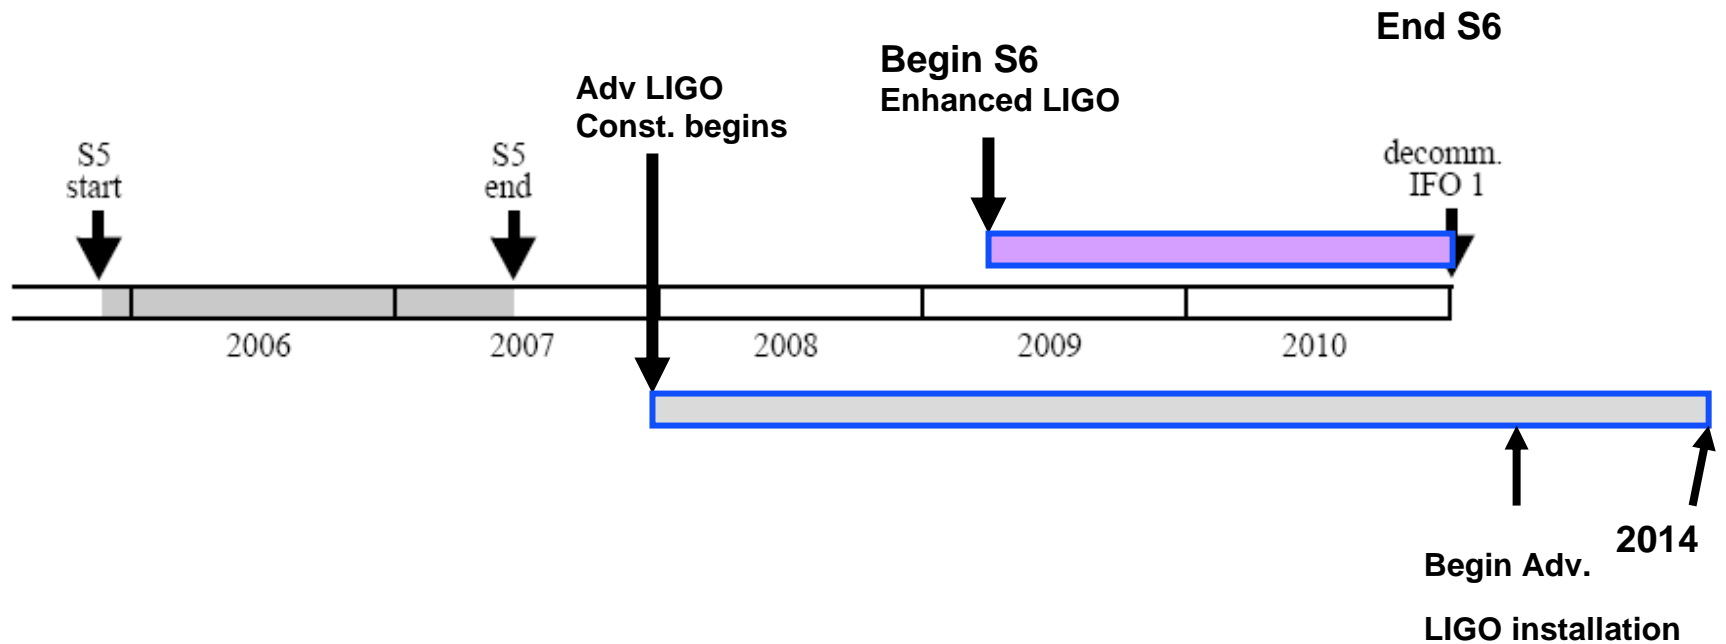 End S6
Begin S6
Enhanced LIGO
Adv LIGO
Const. begins
S5
start
S5
end
decomm.
IFO 1
2006
2007
2008
2009
2010
2014
Begin Adv.
LIGO installation